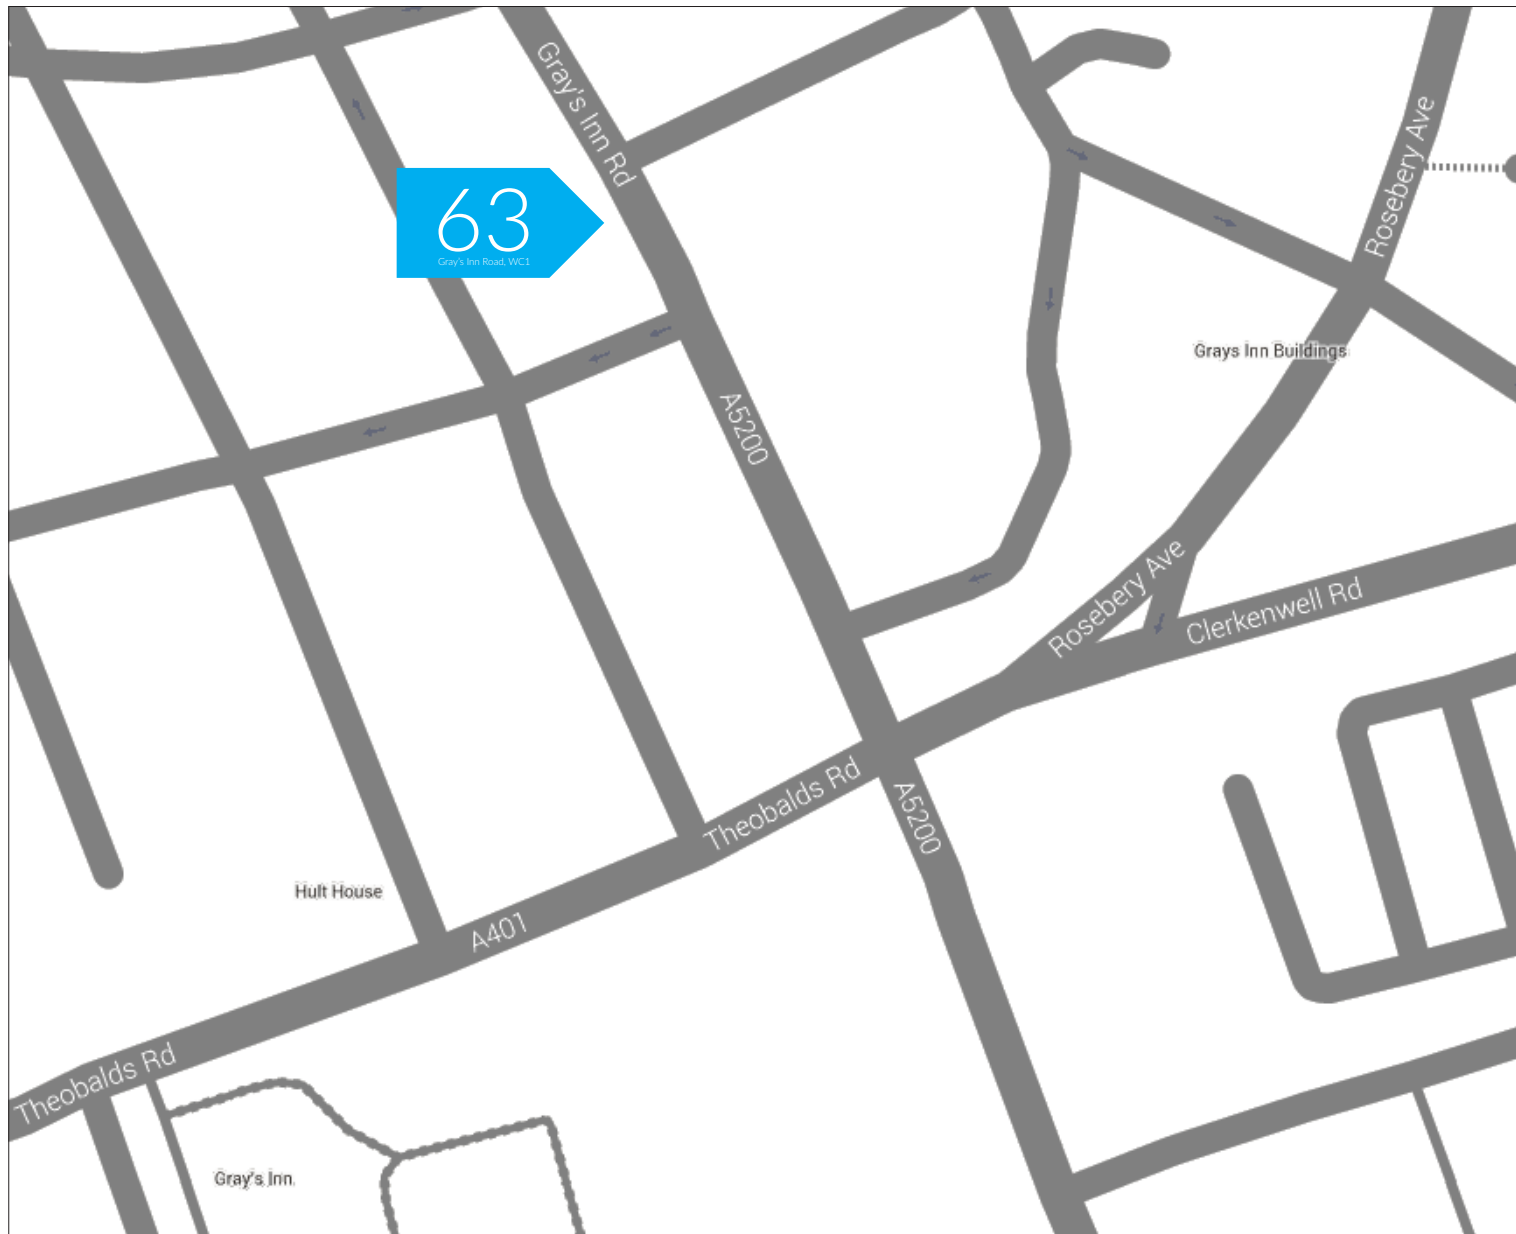 Gray's Inn Rd
Rosebery Ave
63
Gray's Inn Road, WC1
Grays Inn Buildings
A5200
Rosebery Ave
Clerkenwell Rd
Theobalds Rd
A5200
Hult House
A401
Theobalds Rd
Gray's Inn